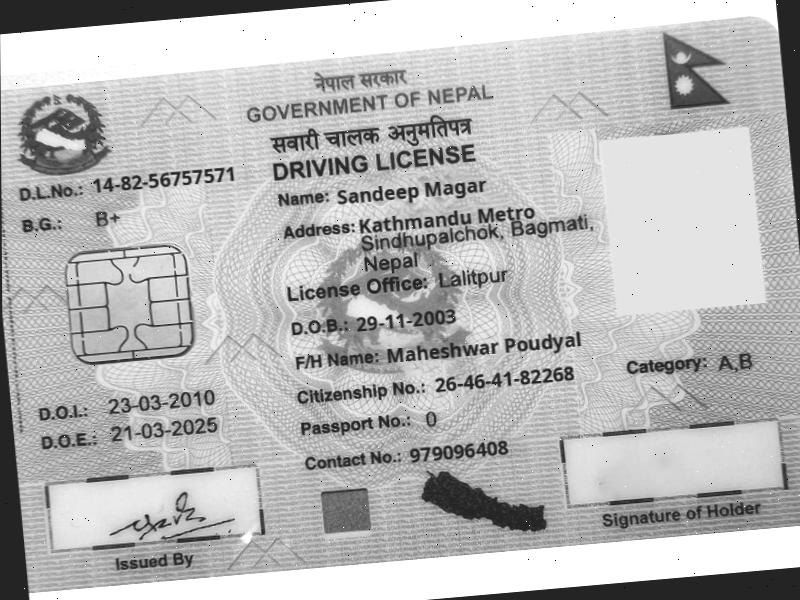 नेपाल सरकार
GOVERNMENT OF NEPAL
सवारी चालक अनुमतिपत्र
DRIVING LICENSE
D.L.No.: 14-82-56757571
B.G.: B+
Name: Sandeep Magar
Address: Kathmandu Metro
Sindhupalchok, Bagmati,
Nepal
License Office: Lalitpur
D.O.B.: 29-11-2003
F/H Name: Maheshwar Poudyal
Citizenship No.: 26-46-41-82268
Category: A,B
D.O.I.: 23-03-2010
Passport No.: 0
D.O.E.: 21-03-2025
Contact No.: 979096408
Issued By
Signature of Holder